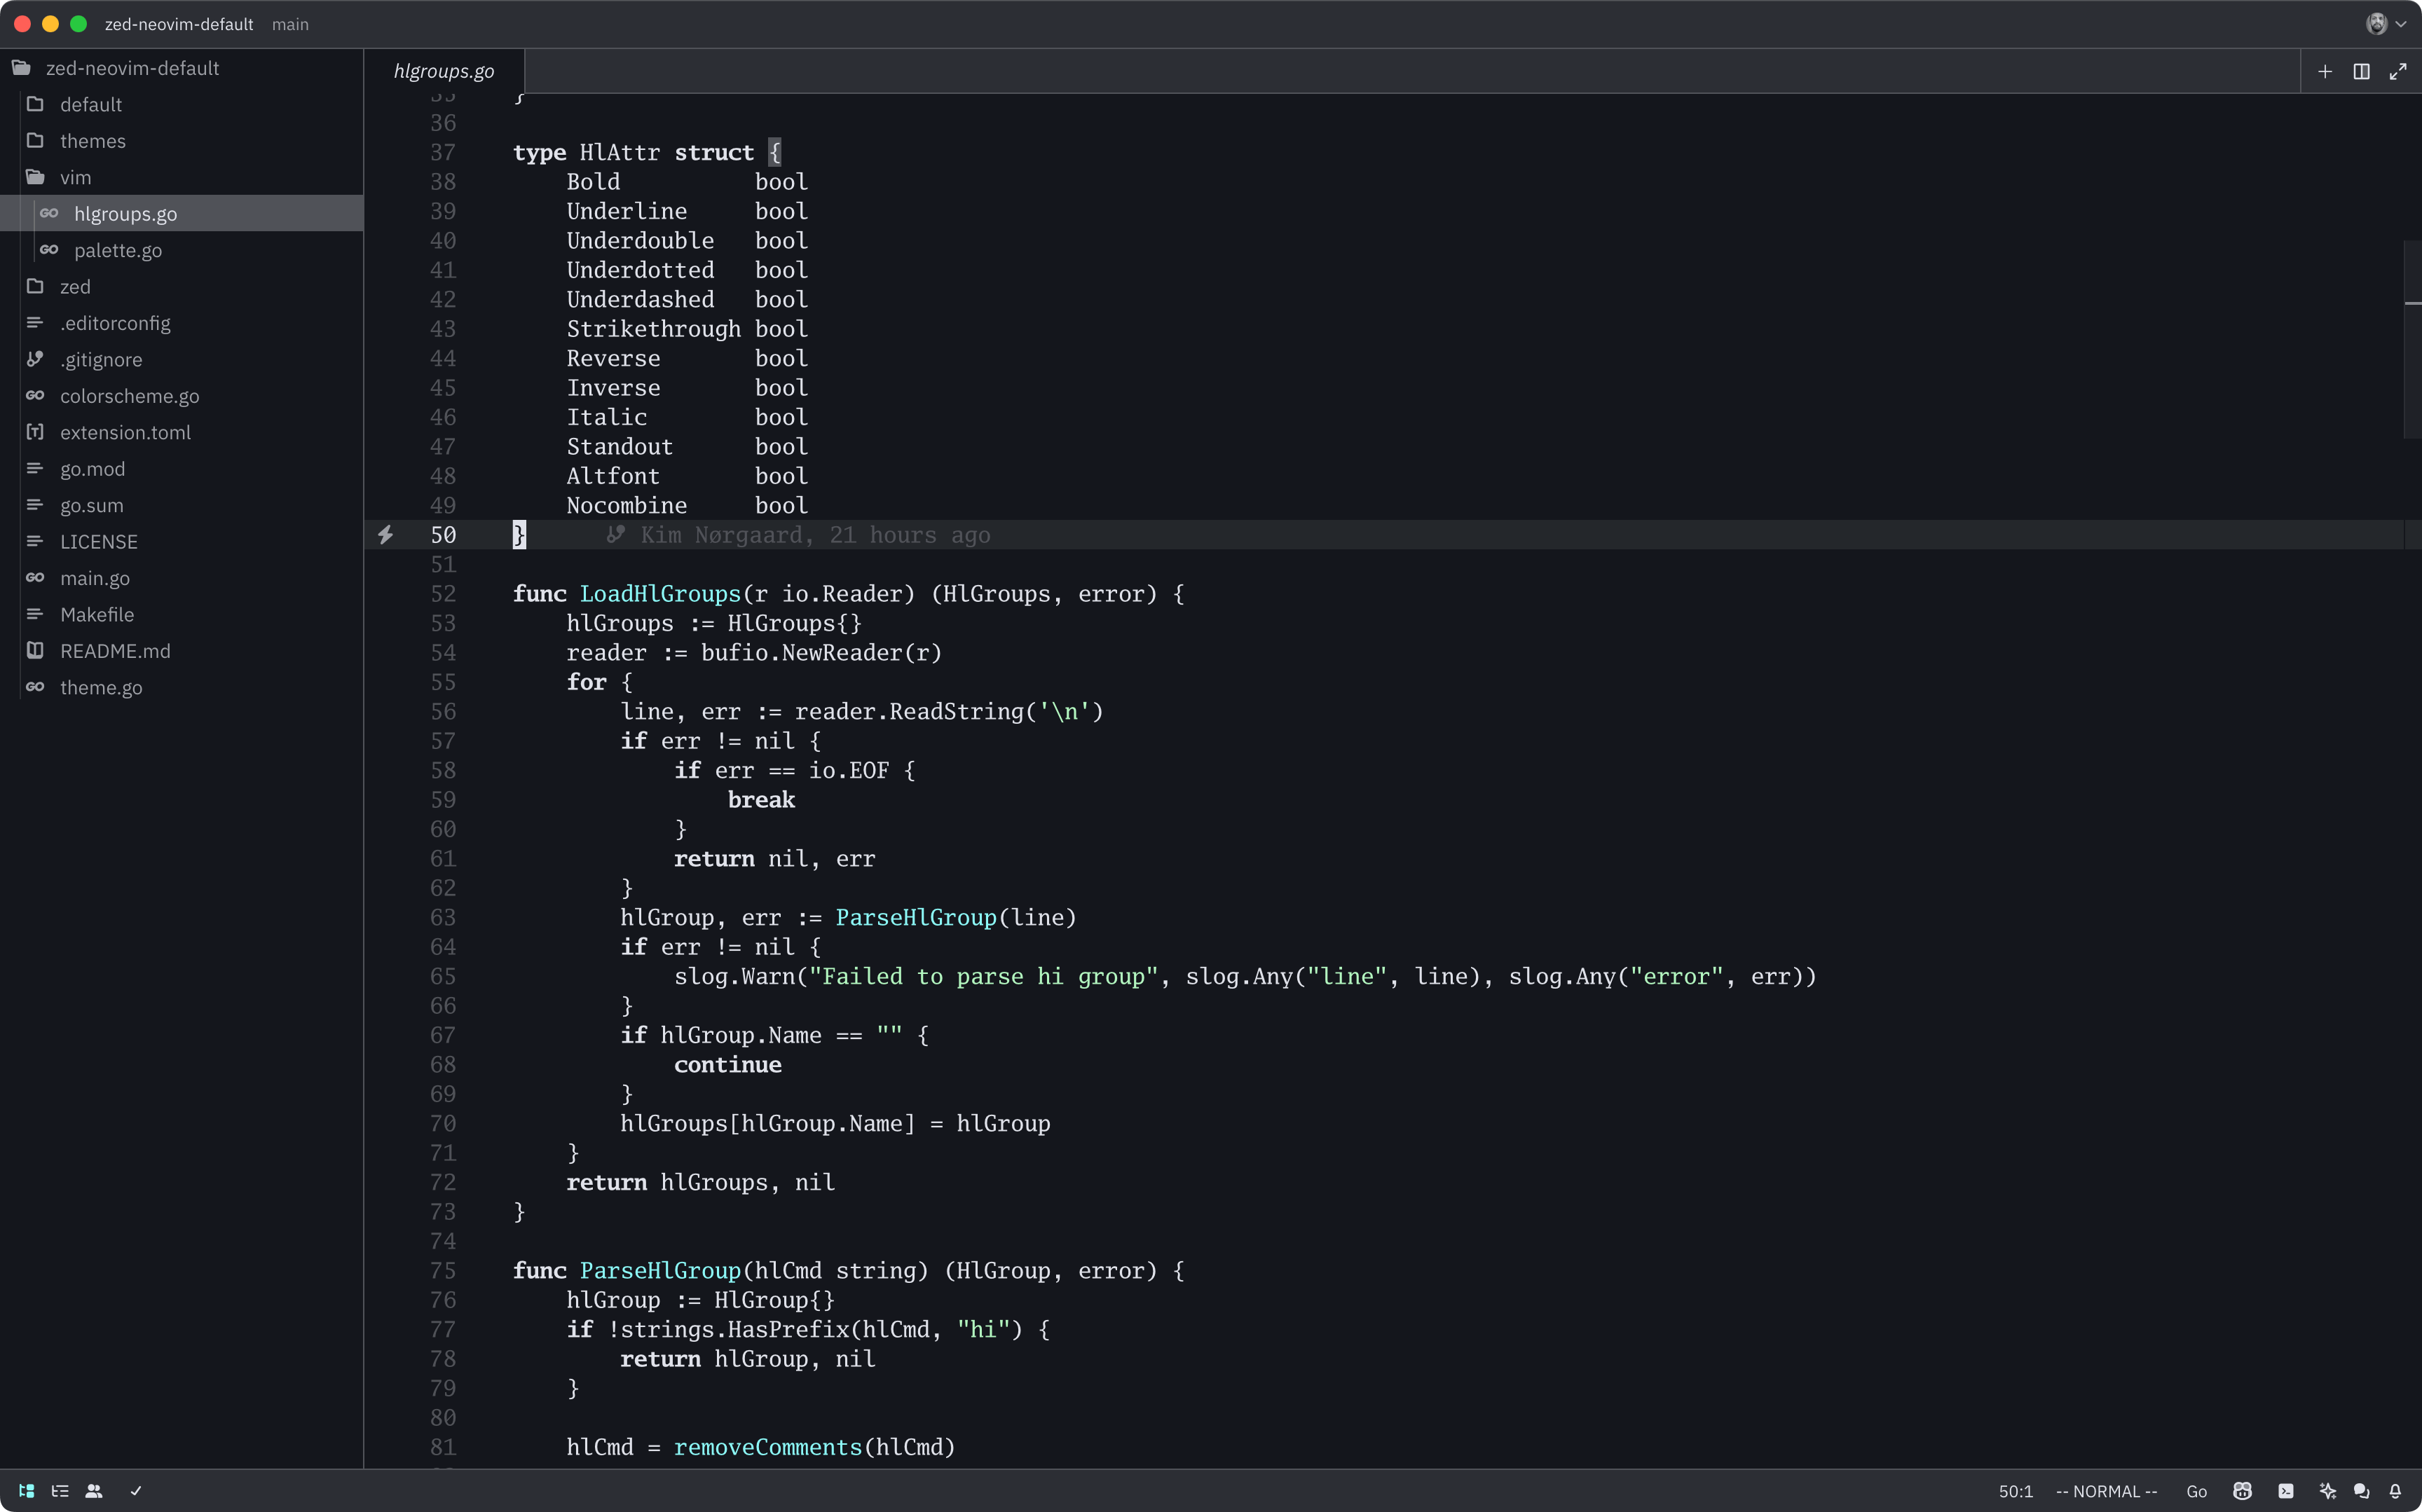 zed-neovim-default main
zed-neovim-default
default
themes
vim
hlgroups.go
palette.go
zed
.editorconfig
.gitignore
colorscheme.go
extension.toml
go.mod
go.sum
LICENSE
main.go
Makefile
README.md
theme.go
hlgroups.go
35 }
36
37 type HlAttr struct {
38     Bold          bool
39     Underline     bool
40     Underdouble   bool
41     Underdotted   bool
42     Underdashed   bool
43     Strikethrough bool
44     Reverse       bool
45     Inverse       bool
46     Italic        bool
47     Standout      bool
48     Altfont       bool
49     Nocombine     bool
50 } Kim Nørgaard, 21 hours ago
51
52 func LoadHlGroups(r io.Reader) (HlGroups, error) {
53     hlGroups := HlGroups{}
54     reader := bufio.NewReader(r)
55     for {
56         line, err := reader.ReadString('\n')
57         if err != nil {
58             if err == io.EOF {
59                 break
60             }
61             return nil, err
62         }
63         hlGroup, err := ParseHlGroup(line)
64         if err != nil {
65             slog.Warn("Failed to parse hi group", slog.Any("line", line), slog.Any("error", err))
66         }
67         if hlGroup.Name == "" {
68             continue
69         }
70         hlGroups[hlGroup.Name] = hlGroup
71     }
72     return hlGroups, nil
73 }
74
75 func ParseHlGroup(hlCmd string) (HlGroup, error) {
76     hlGroup := HlGroup{}
77     if !strings.HasPrefix(hlCmd, "hi") {
78         return hlGroup, nil
79     }
80
81     hlCmd = removeComments(hlCmd)
50:1 -- NORMAL -- Go